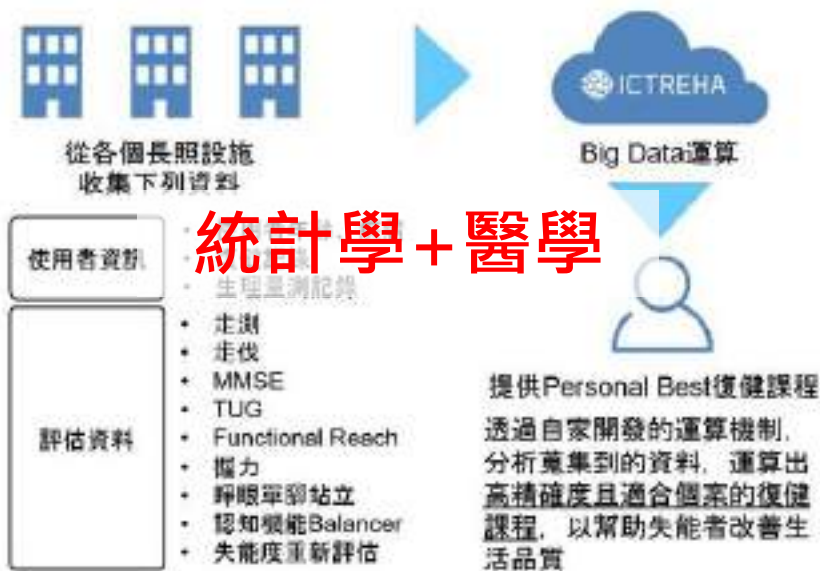 ICTREHA
從各個長照設施
收集下列資料
Big Data運算
統計學+醫學
使用者資訊
生理量測記錄
評估資料
• 走測
• 走伐
• MMSE
• TUG
• Functional Reach
• 握力
• 睜眼單腳站立
• 認知機能Balancer
• 失能度重新評估
提供Personal Best復健課程
透過自家開發的運算機制,
分析蒐集到的資料, 運算出
高精確度且適合個案的復健
課程, 以幫助失能者改善生
活品質